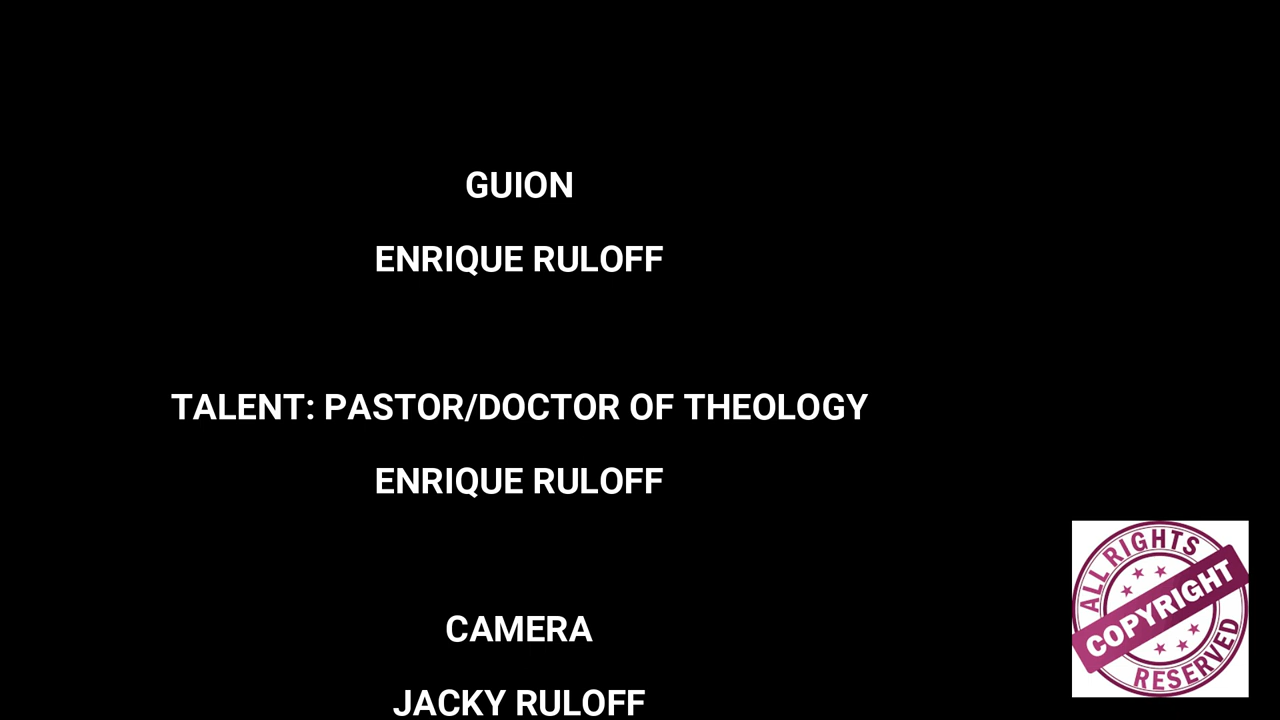 GUION
ENRIQUE RULOFF
TALENT: PASTOR/DOCTOR OF THEOLOGY
ENRIQUE RULOFF
CAMERA
JACKY RULOFF
ALL RIGHTS
COPYRIGHT
RESERVED